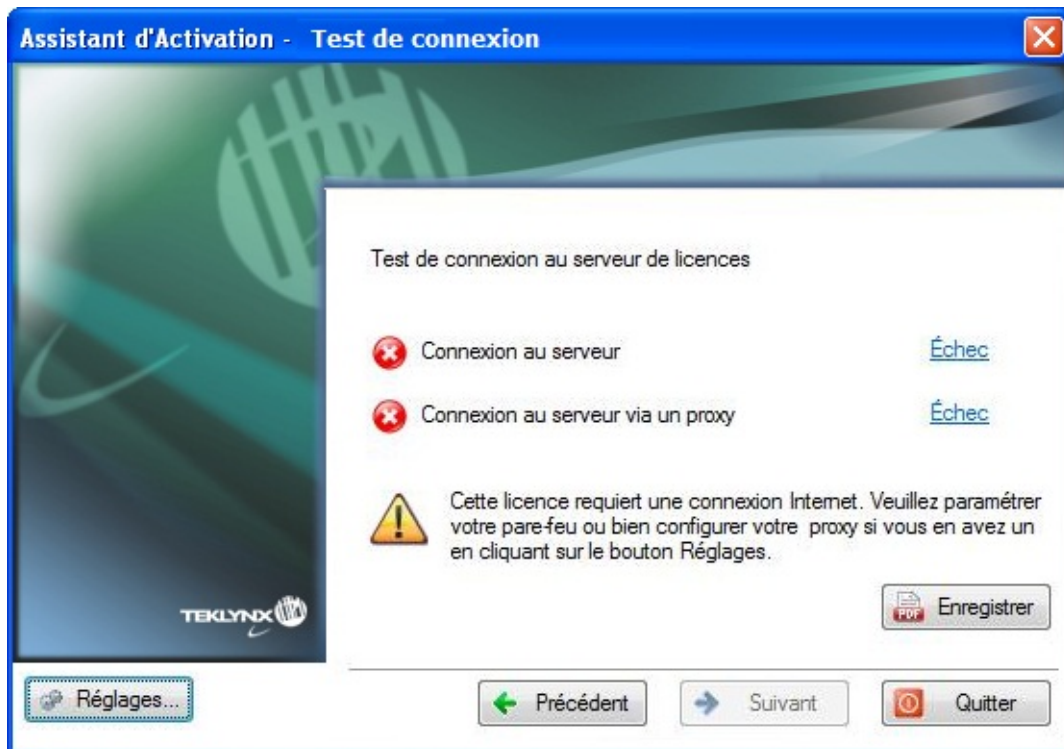 Assistant d'Activation - Test de connexion
Test de connexion au serveur de licences
Connexion au serveur Échec
Connexion au serveur via un proxy Échec
Cette licence requiert une connexion Internet. Veuillez paramétrer
votre pare-feu ou bien configurer votre proxy si vous en avez un
en cliquant sur le bouton Réglages.
TEKLYNX
PDF Enregistrer
Réglages...
Précédent
Suivant
Quitter